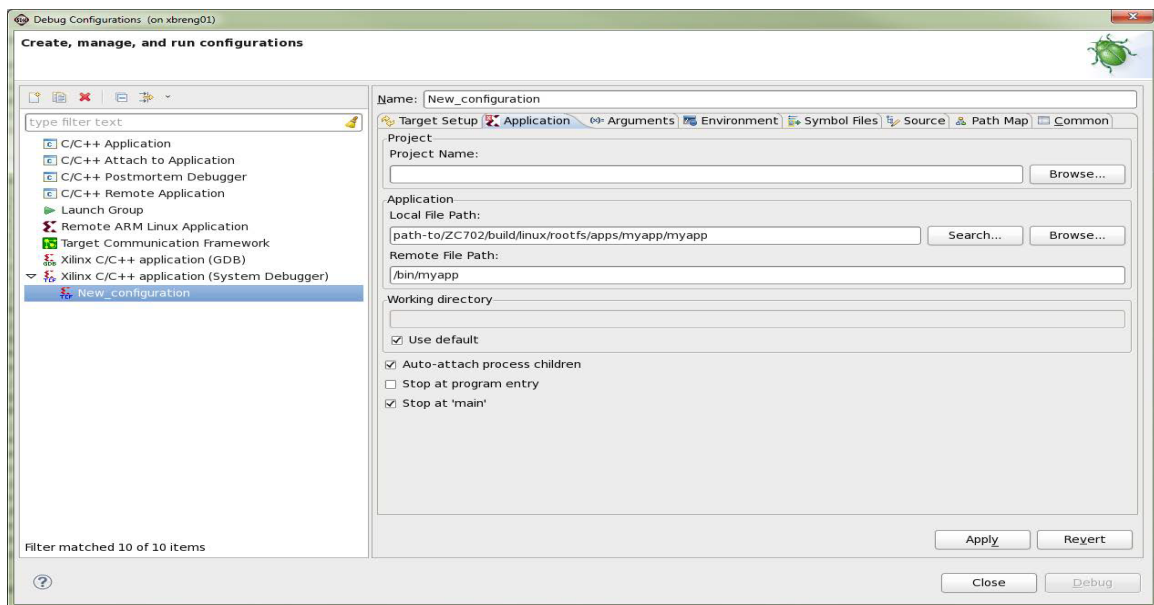 Debug Configurations (on xbreng01)
Create, manage, and run configurations
type filter text
C/C++ Application
C/C++ Attach to Application
C/C++ Postmortem Debugger
C/C++ Remote Application
Launch Group
Remote ARM Linux Application
Target Communication Framework
Xilinx C/C++ application (GDB)
Xilinx C/C++ application (System Debugger)
New_configuration
Filter matched 10 of 10 items
Name: New_configuration
Target Setup Application Arguments Environment Symbol Files Source Path Map Common
Project
Project Name:
Browse...
Application
Local File Path:
path-to/ZC702/build/linux/rootfs/apps/myapp/myapp Search... Browse...
Remote File Path:
/bin/myapp
Working directory
Use default
Auto-attach process children
Stop at program entry
Stop at 'main'
Apply Revert
Close Debug